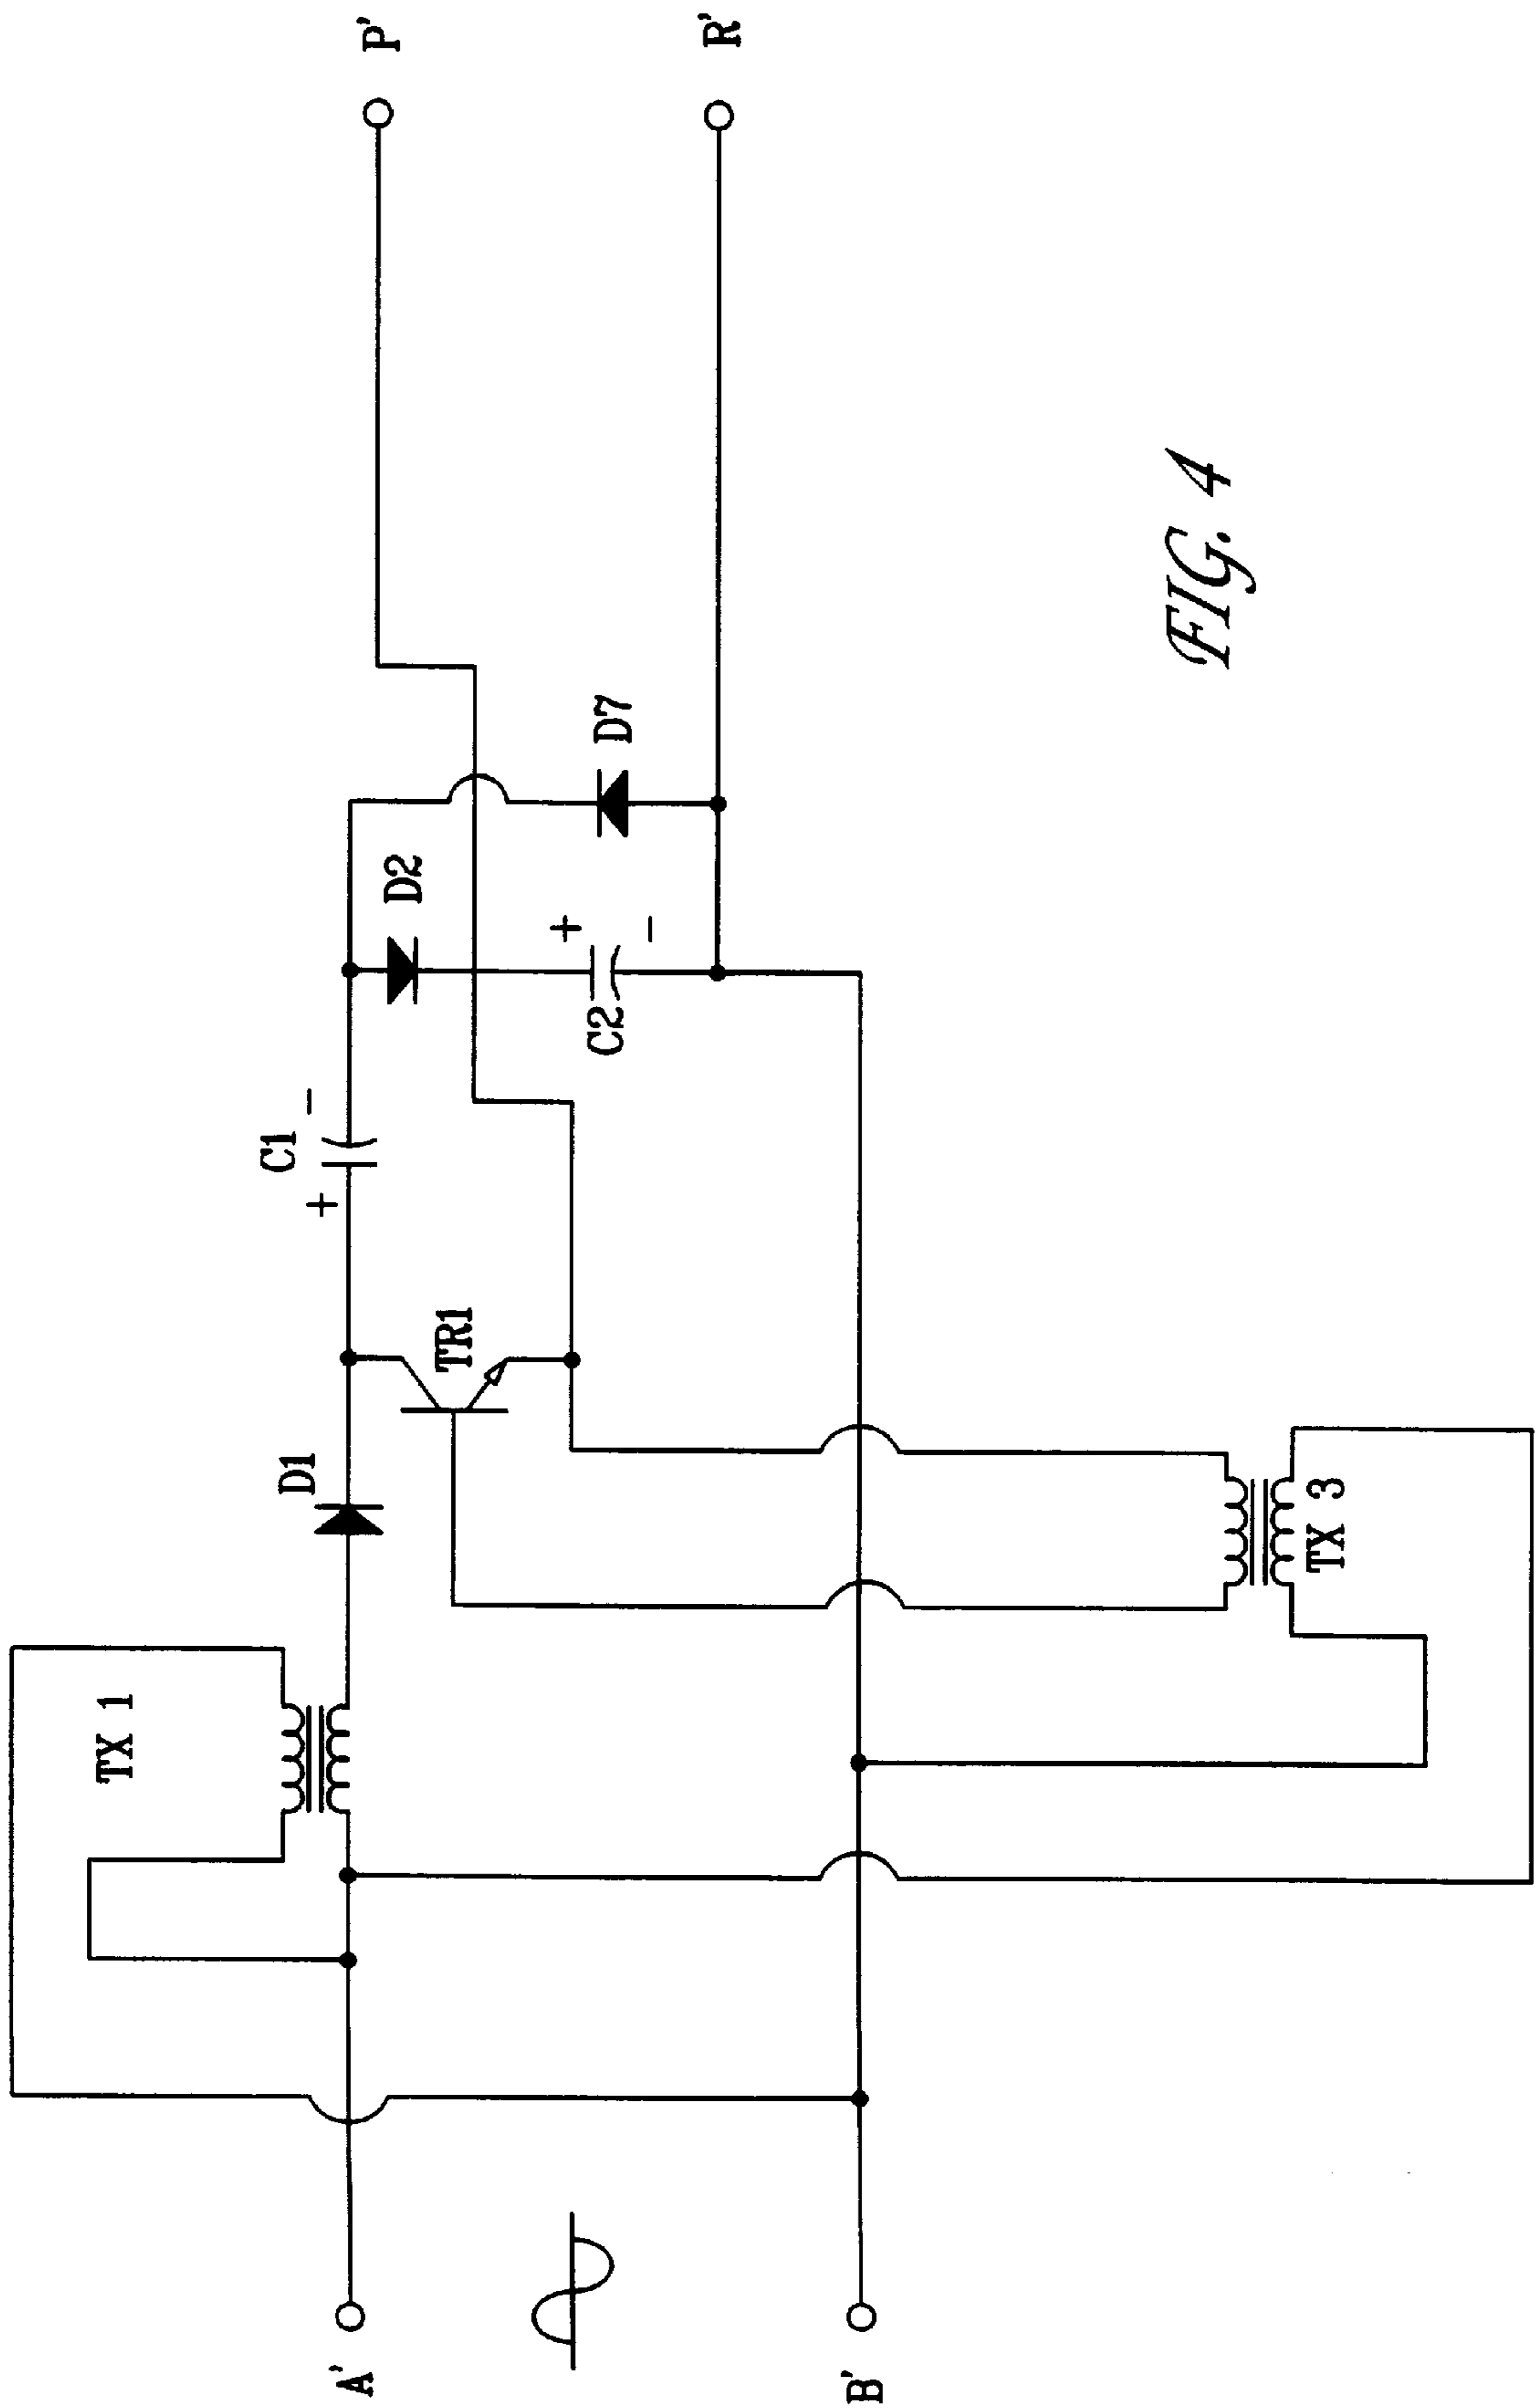 P'
R'
D7
D2
+
-
C2
C1
-
+
TR1
D1
TX 1
TX 3
A'
B'
FIG. 4